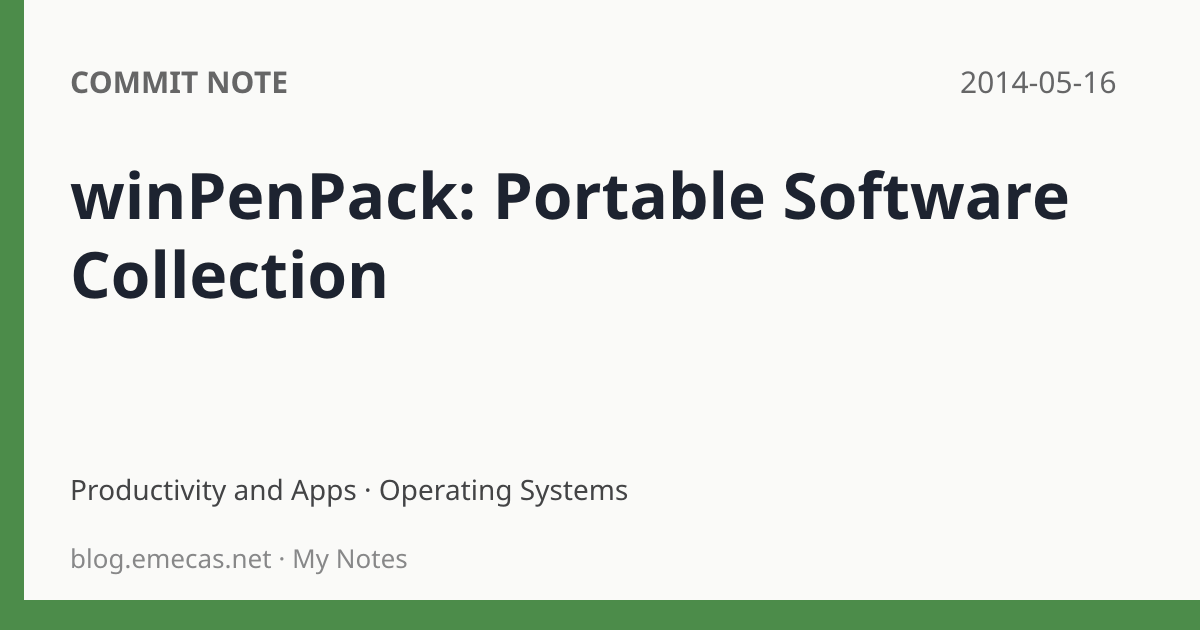 COMMIT NOTE
2014-05-16
winPenPack: Portable Software
Collection
Productivity and Apps · Operating Systems
blog.emecas.net · My Notes